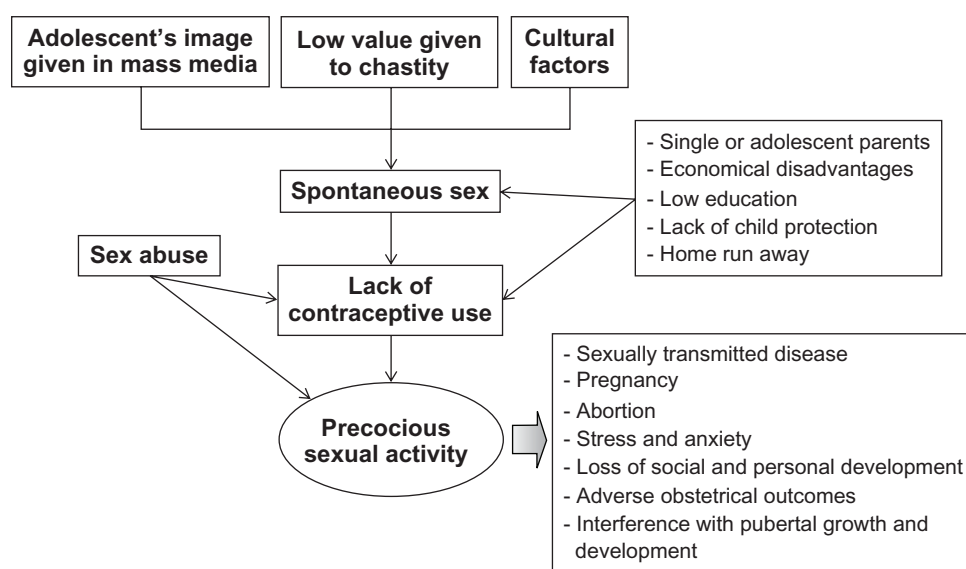 Adolescent's image
given in mass media
Low value given
to chastity
Cultural
factors
Spontaneous sex
- Single or adolescent parents
- Economical disadvantages
- Low education
- Lack of child protection
- Home run away
Sex abuse
Lack of
contraceptive use
Precocious
sexual activity
- Sexually transmitted disease
- Pregnancy
- Abortion
- Stress and anxiety
- Loss of social and personal development
- Adverse obstetrical outcomes
- Interference with pubertal growth and
development